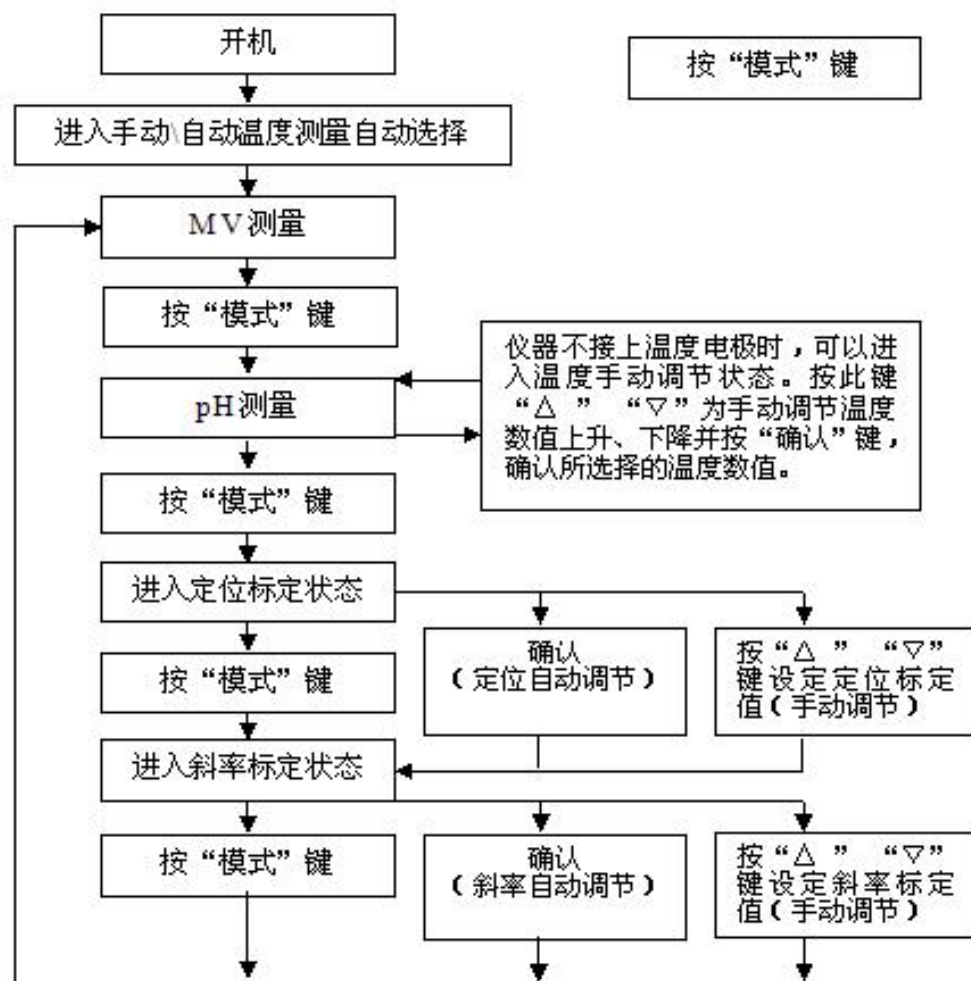 开机
按“模式”键
进入手动\自动温度测量自动选择
MV测量
按“模式”键
仪器不接上温度电极时，可以进
入温度手动调节状态。按此键
“△ ” “▽”为手动调节温度
数值上升、下降并按“确认”键，
确认所选择的温度数值。
pH测量
按“模式”键
进入定位标定状态
确认
（定位自动调节）
按“△ ” “▽”
键设定定位标定
值（手动调节）
按“模式”键
进入斜率标定状态
按“模式”键
确认
（斜率自动调节）
按“△ ” “▽”
键设定斜率标定
值（手动调节）